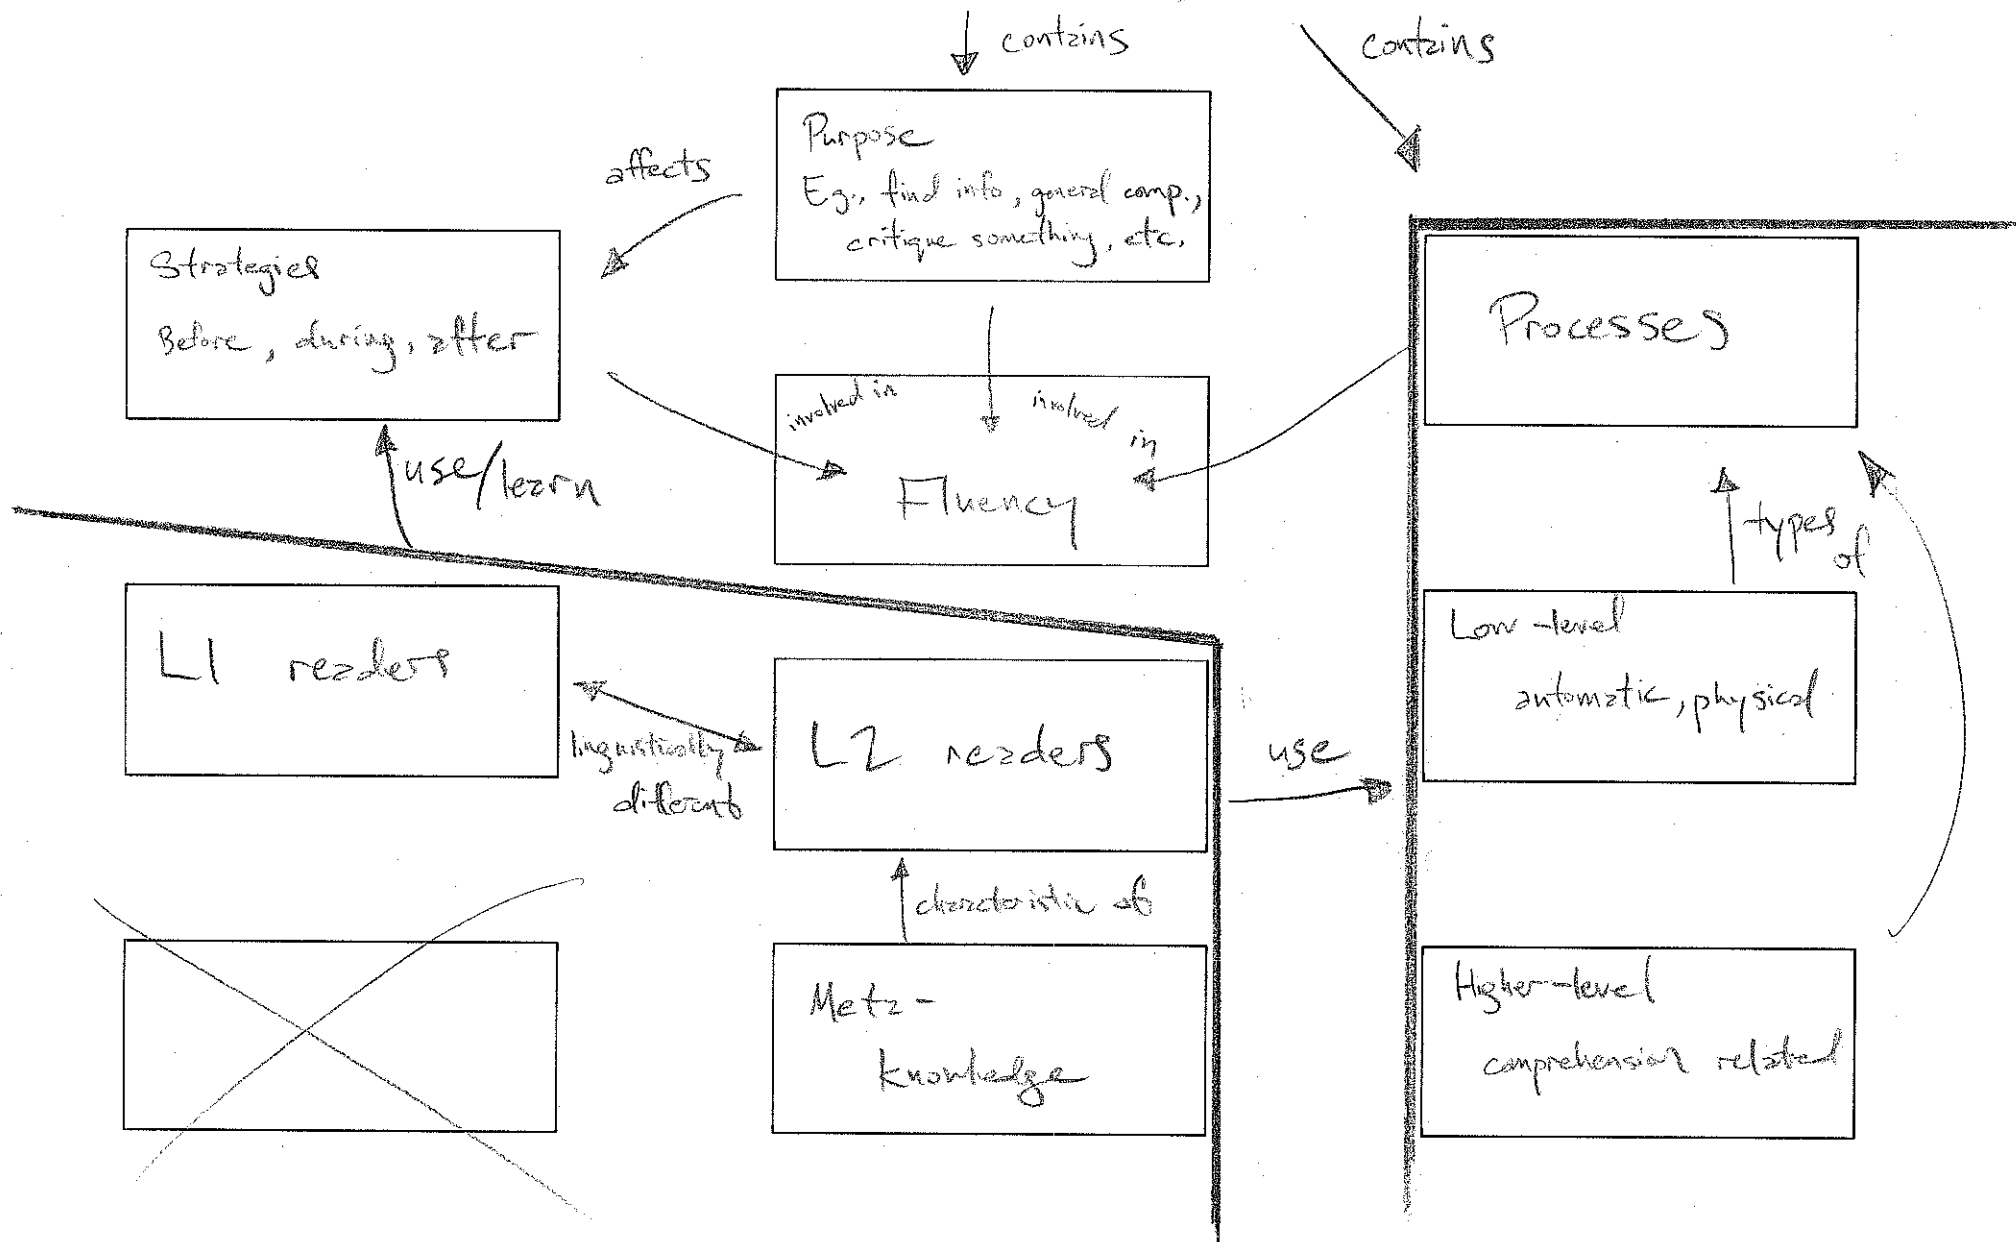 contains
contains
Purpose
E.g., find info, general comp.,
critique something, etc.
affects
Strategies
Before, during, after
Processes
involved in
involved
in
Fluency
use/learn
types
of
L1 readers
linguistically
different
L2 readers
use
Low-level
automatic, physical
characteristic of
Meta-
knowledge
Higher-level
comprehension related